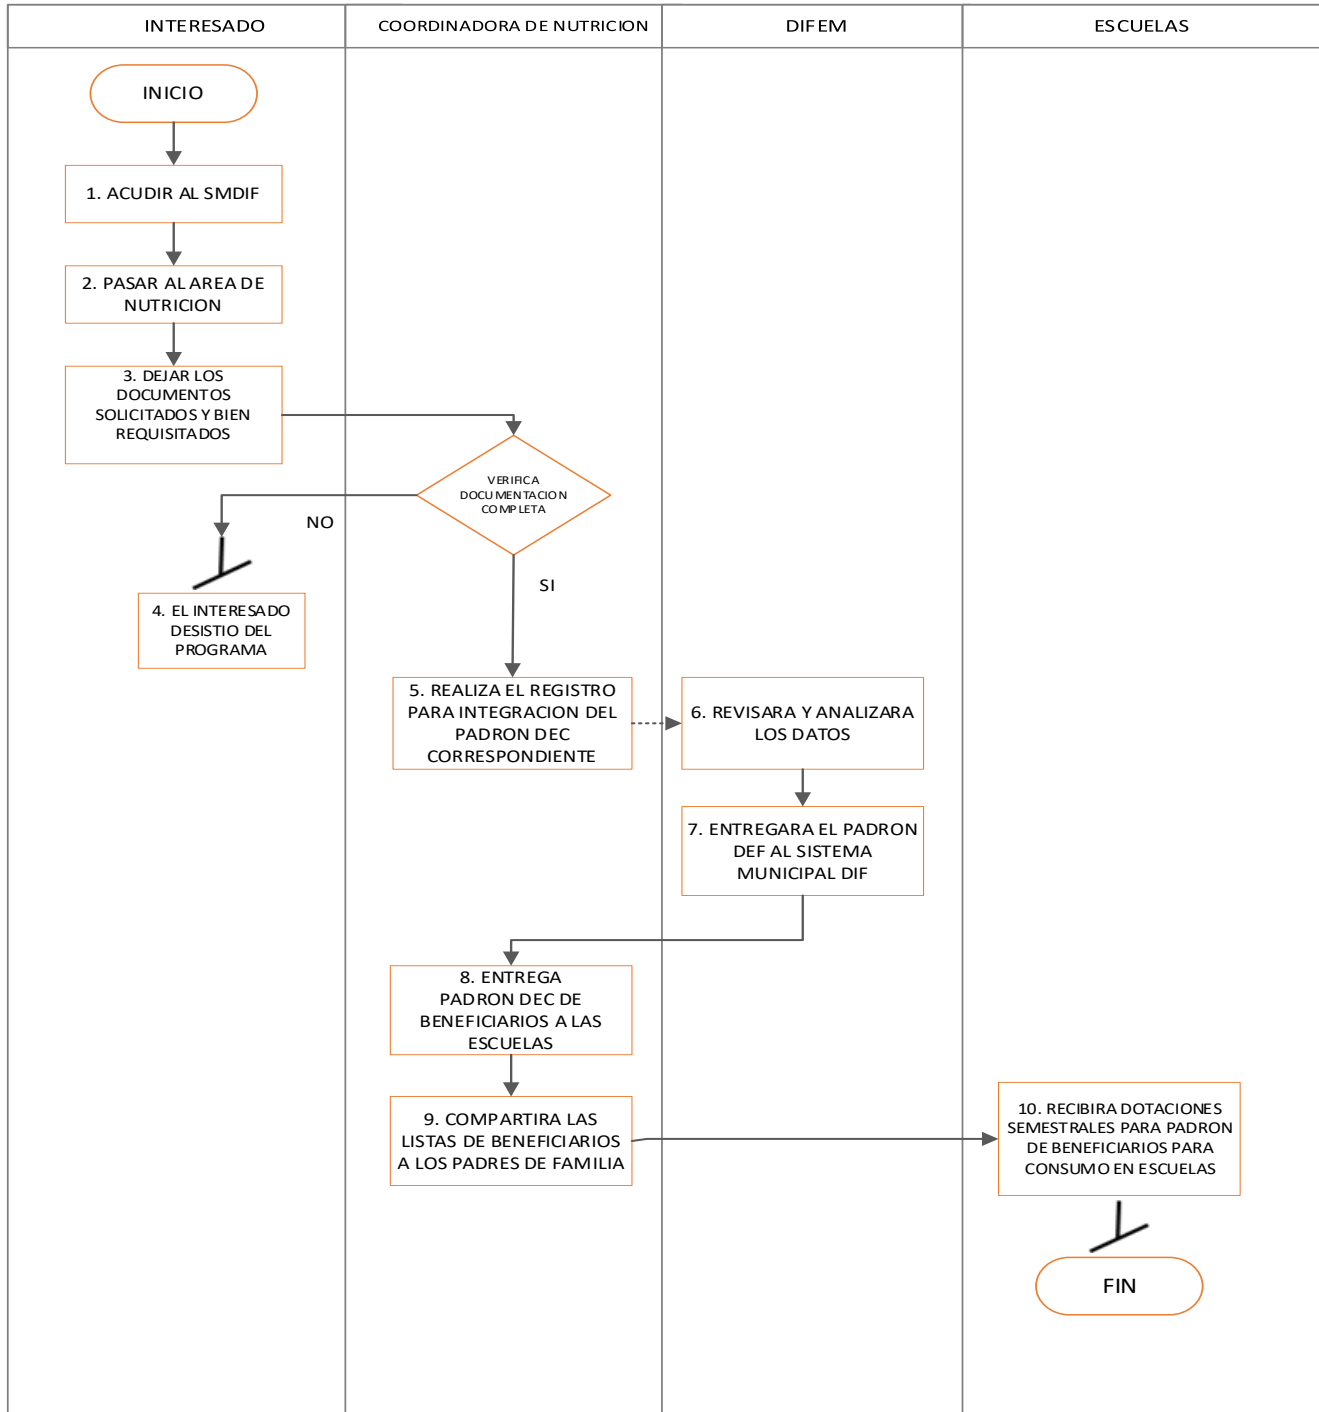 INTERESADO
COORDINADORA DE NUTRICION
DIFEM
ESCUELAS
INICIO
1. ACUDIR AL SMDIF
2. PASAR AL AREA DE
NUTRICION
3. DEJAR LOS
DOCUMENTOS
SOLICITADOS Y BIEN
REQUISITADOS
VERIFICA
DOCUMENTACION
COMPLETA
NO
SI
4. EL INTERESADO
DESISTIO DEL
PROGRAMA
5. REALIZA EL REGISTRO
PARA INTEGRACION DEL
PADRON DEC
CORRESPONDIENTE
6. REVISARA Y ANALIZARA
LOS DATOS
7. ENTREGARA EL PADRON
DEF AL SISTEMA
MUNICIPAL DIF
8. ENTREGA
PADRON DEC DE
BENEFICIARIOS A LAS
ESCUELAS
9. COMPARTIRA LAS
LISTAS DE BENEFICIARIOS
A LOS PADRES DE FAMILIA
10. RECIBIRA DOTACIONES
SEMESTRALES PARA PADRON
DE BENEFICIARIOS PARA
CONSUMO EN ESCUELAS
FIN